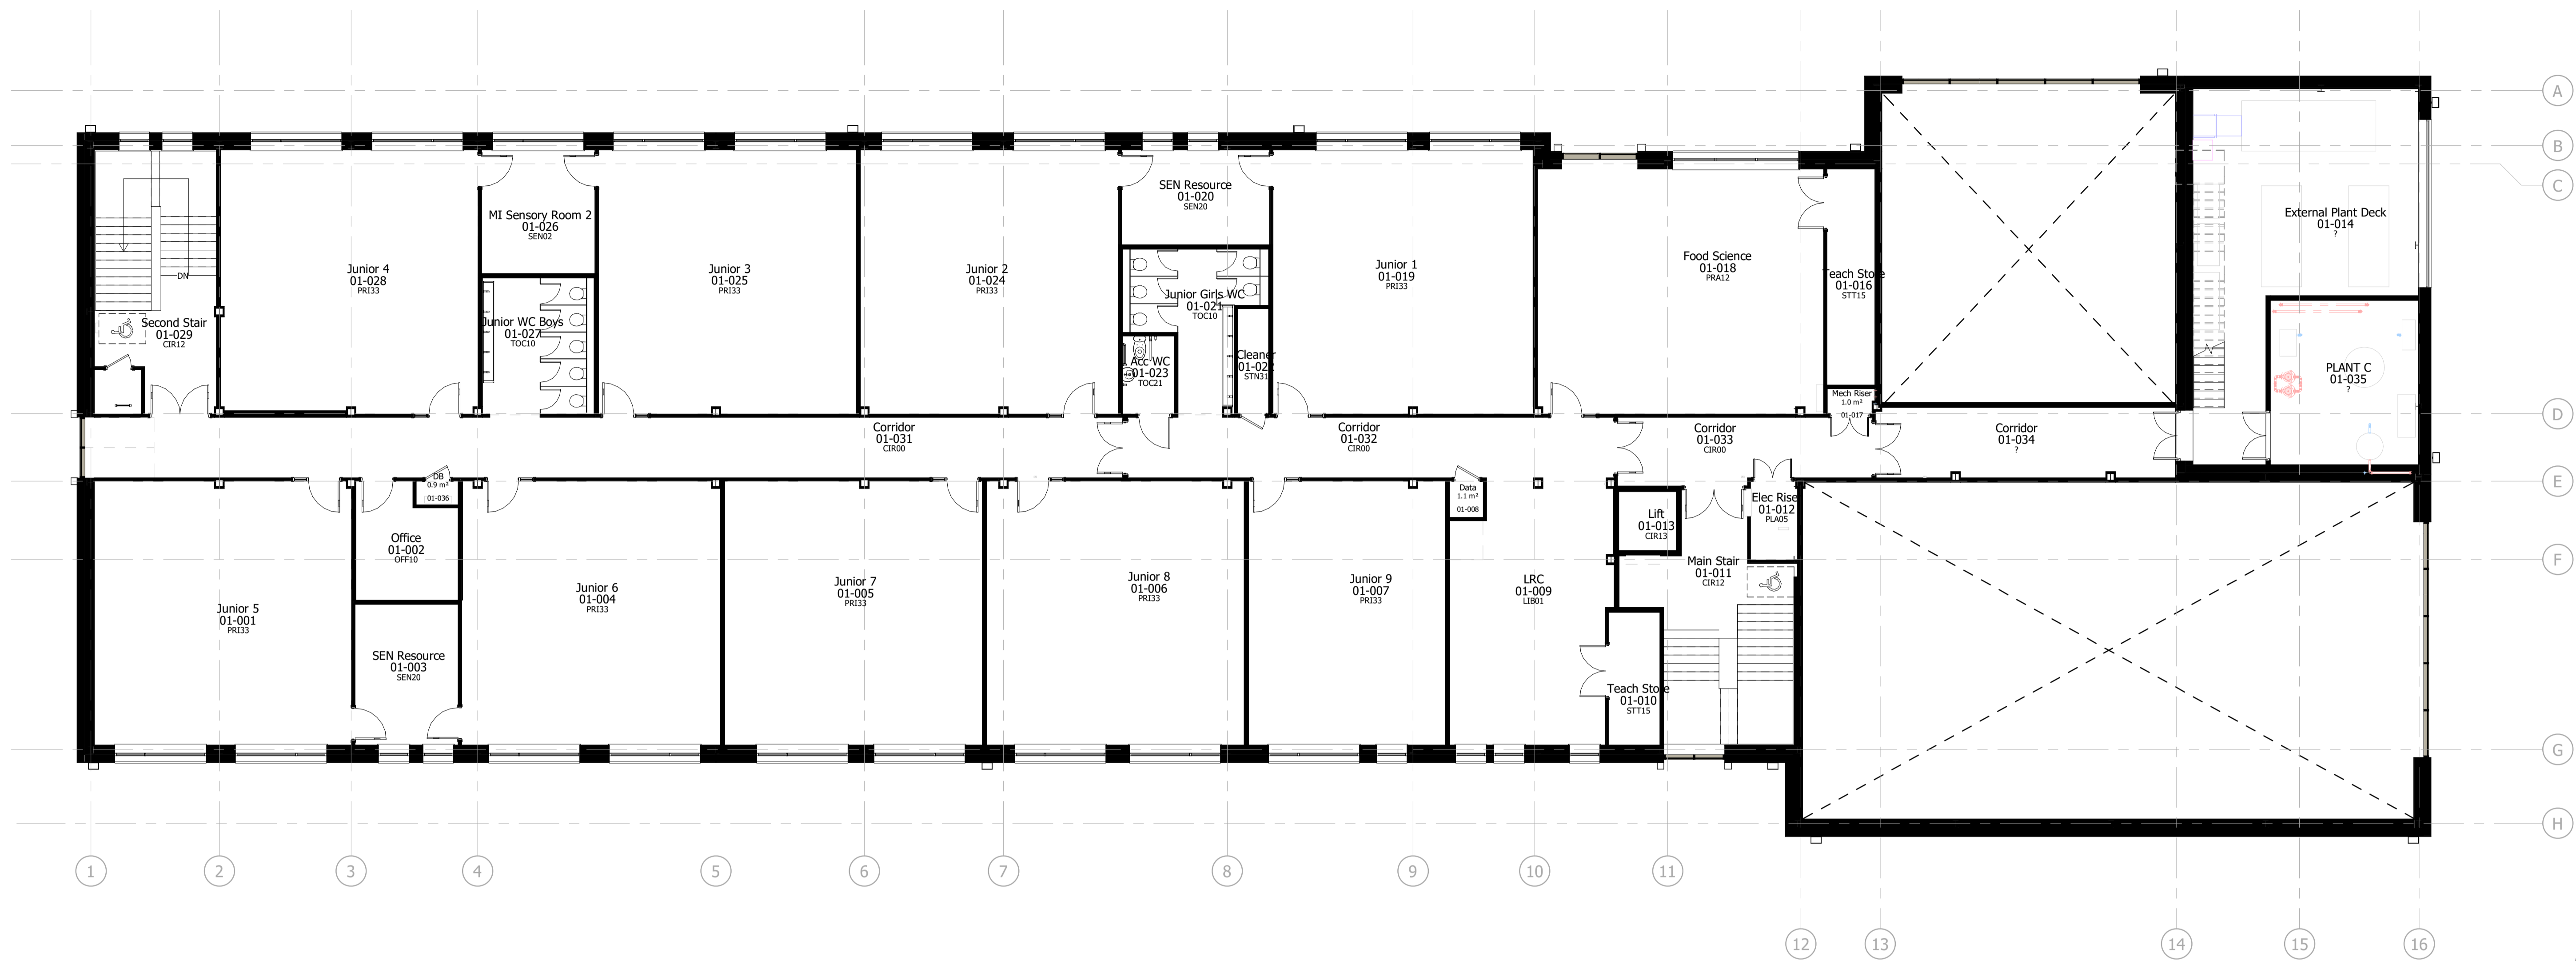 A
B
C
SEN Resource
01-020
SEN20
MI Sensory Room 2
01-026
SEN02
External Plant Deck
01-014
?
Junior 4
01-028
PRI33
Junior 3
01-025
PRI33
Junior 2
01-024
PRI33
Junior 1
01-019
PRI33
Food Science
01-018
PRA12
Teach Store
01-016
STT15
DN
Second Stair
01-029
CIR12
Junior WC Boys
01-027
TOC10
Junior Girls WC
01-021
TOC10
Acc WC
01-023
TOC21
Cleaner
01-022
STN31
PLANT C
01-035
?
Mech Riser
1.0 m²
01-017
D
Corridor
01-031
CIR00
Corridor
01-032
CIR00
Corridor
01-033
CIR00
Corridor
01-034
?
E
DB
0.9 m²
01-036
Data
1.1 m²
01-008
Lift
01-013
CIR13
Elec Rise
01-012
PLA05
Office
01-002
OFF10
F
Junior 5
01-001
PRI33
Junior 6
01-004
PRI33
Junior 7
01-005
PRI33
Junior 8
01-006
PRI33
Junior 9
01-007
PRI33
LRC
01-009
LIB01
Main Stair
01-011
CIR12
SEN Resource
01-003
SEN20
Teach Store
01-010
STT15
G
H
1
2
3
4
5
6
7
8
9
10
11
12
13
14
15
16